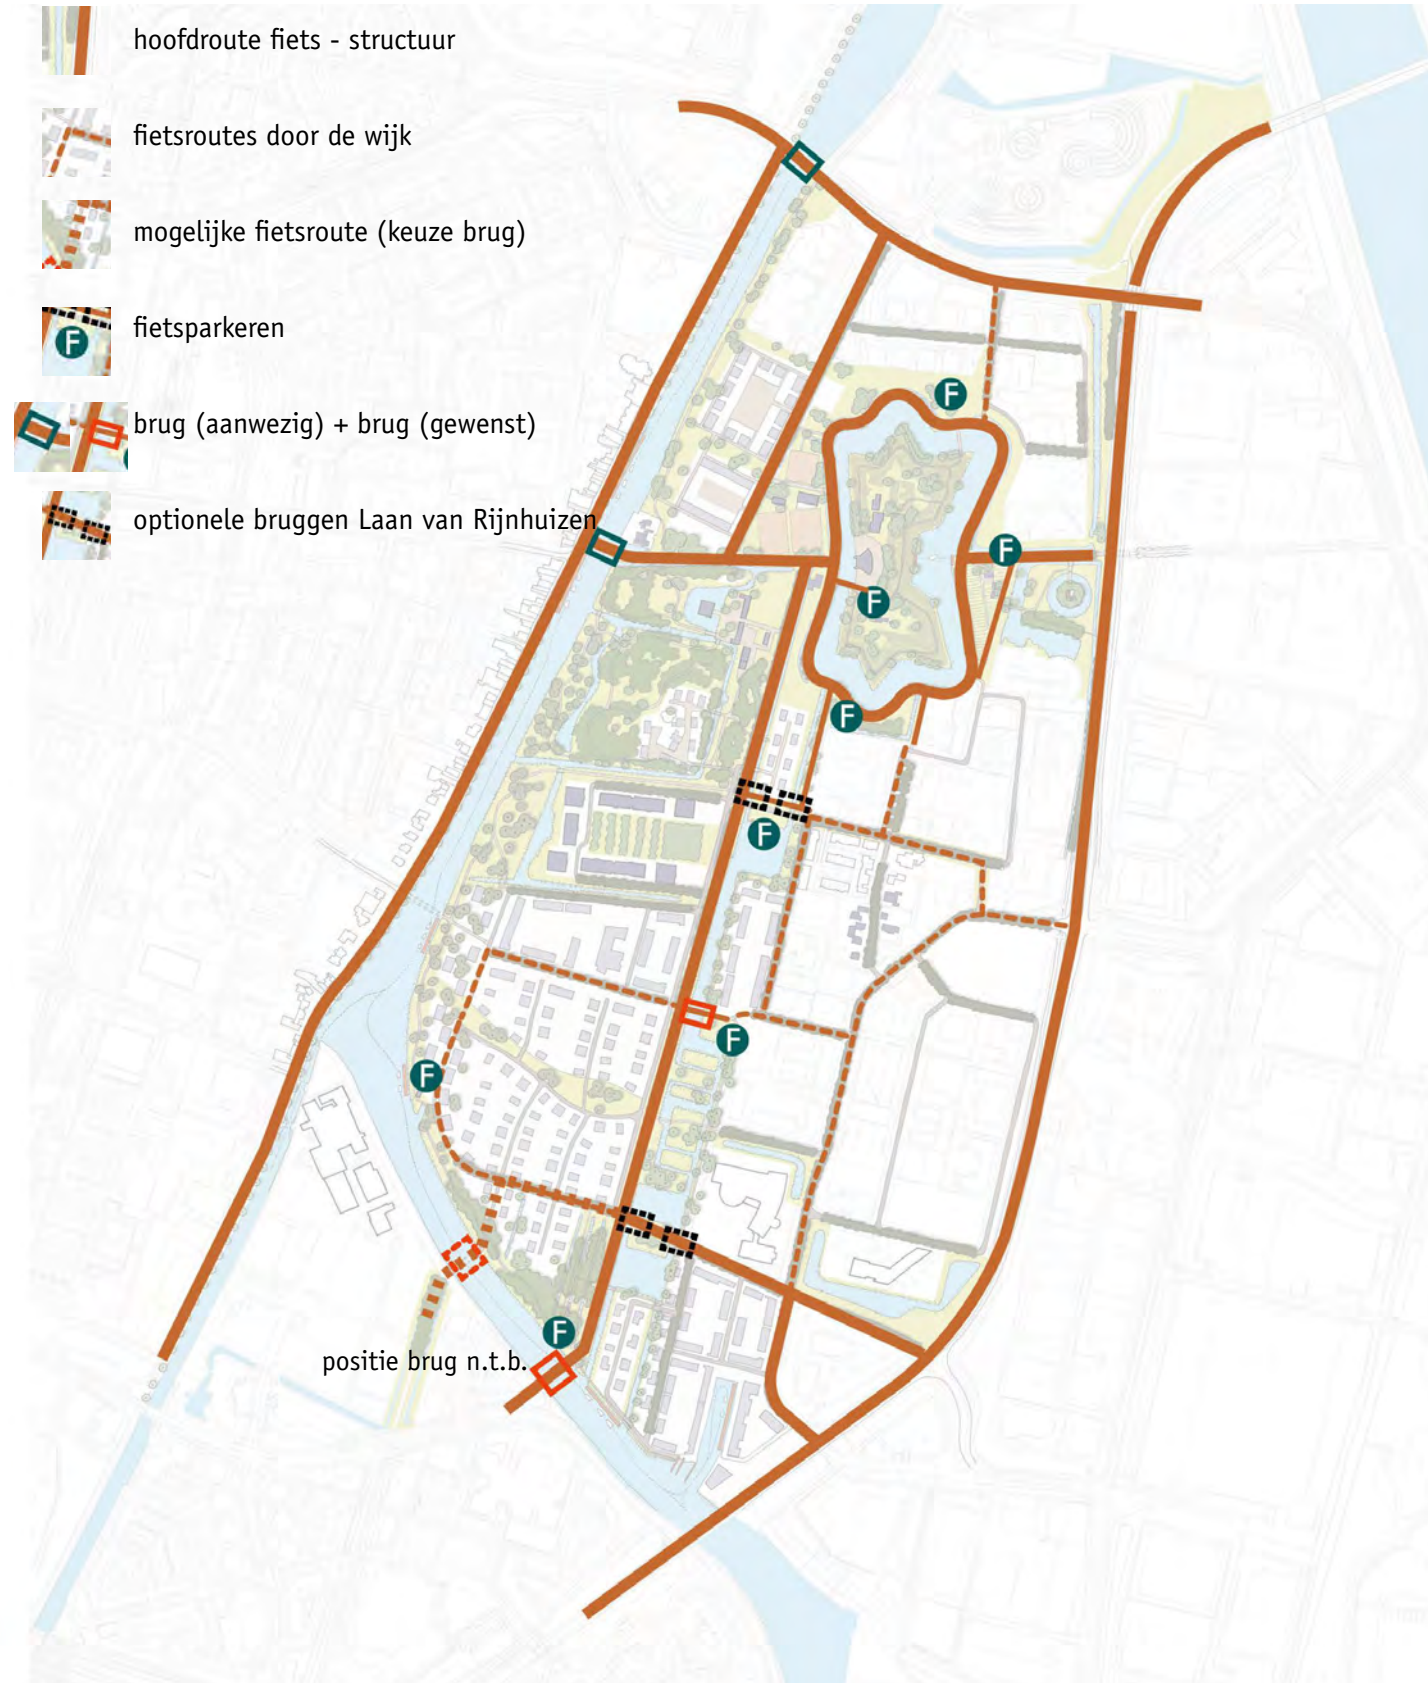 hoofdroute fiets - structuur
fietsroutes door de wijk
mogelijke fietsroute (keuze brug)
F
fietsparkeren
brug (aanwezig) + brug (gewenst)
optionele bruggen Laan van Rijnhuizen
F
F
F
F
F
F
F
F
positie brug n.t.b.